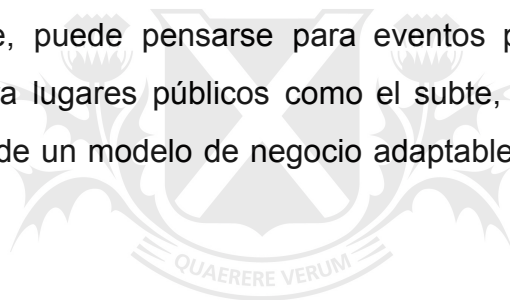 e, puede pensarse para eventos p
a lugares públicos como el subte,
de un modelo de negocio adaptable
QUAERERE VERUM